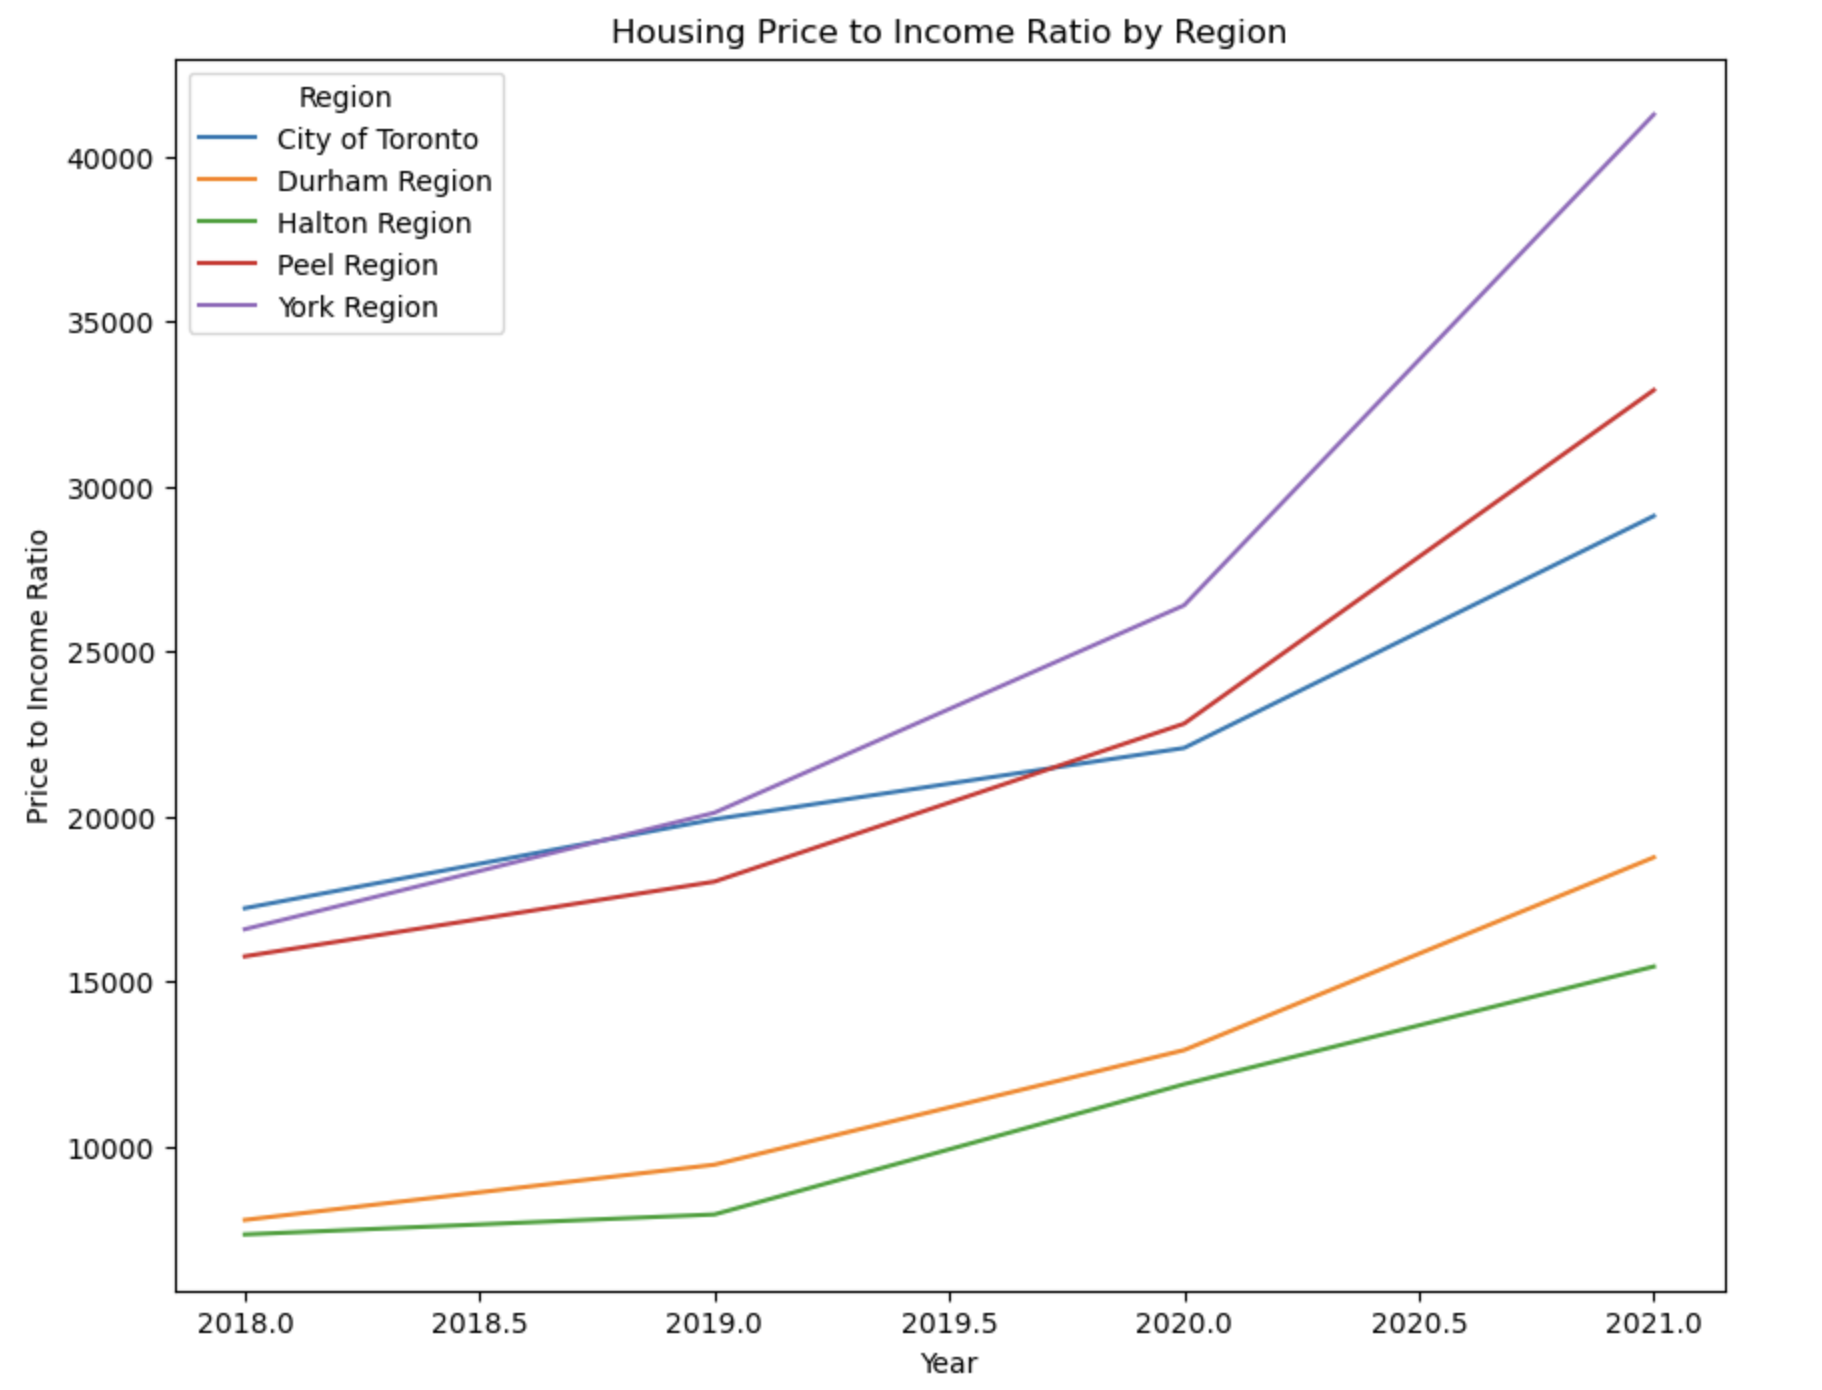 Housing Price to Income Ratio by Region
Region
City of Toronto
Durham Region
Halton Region
Peel Region
York Region
40000
35000
30000
25000
20000
15000
10000
Price to Income Ratio
2018.0 2018.5 2019.0 2019.5 2020.0 2020.5 2021.0
Year